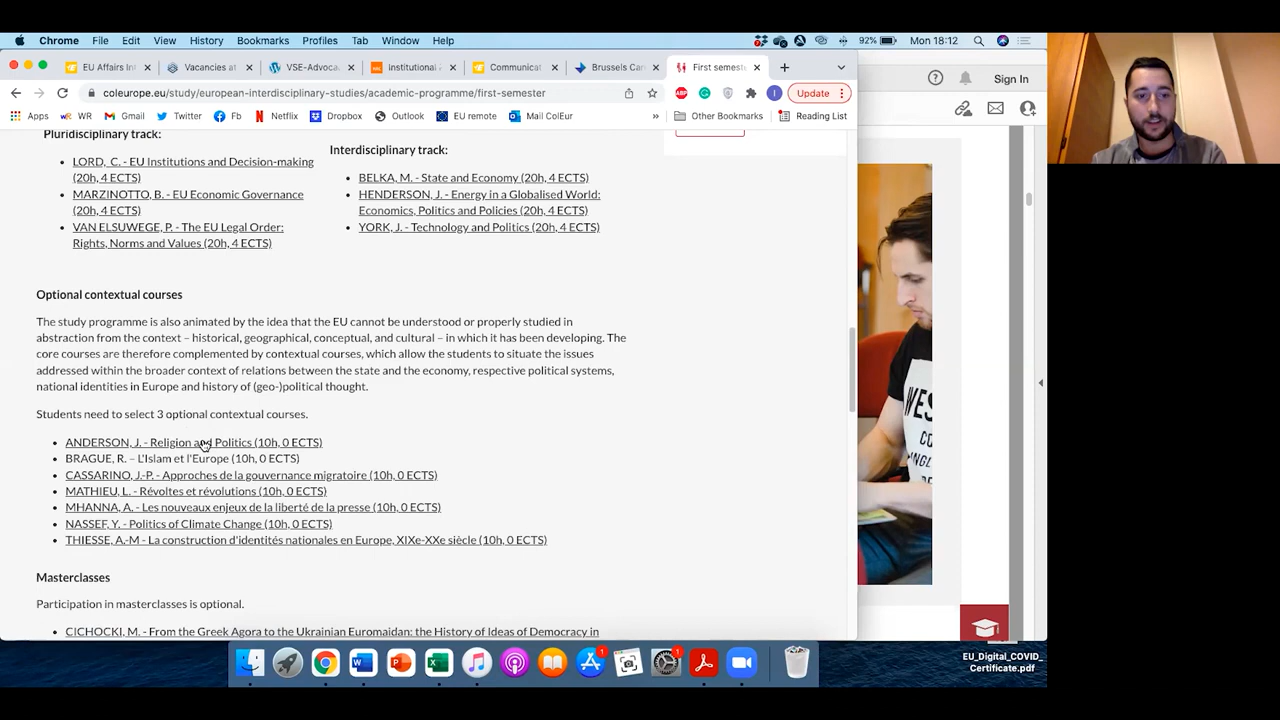 Chrome File Edit View History Bookmarks Profiles Tab Window Help
92% Mon 18:12
EU Affairs Int
Vacancies at
VSE-Advoca
Institutional
Communicat
Brussels Car
First semeste
coleurope.eu/study/european-interdisciplinary-studies/academic-programme/first-semester
Update
Sign In
Apps WR Gmail Twitter Fb Netflix Dropbox Outlook EU remote Mail ColEur » Other Bookmarks Reading List
Pluridisciplinary track:
LORD, C. - EU Institutions and Decision-making
(20h, 4 ECTS)
MARZINOTTO, B. - EU Economic Governance
(20h, 4 ECTS)
VAN ELSUWEGE, P. - The EU Legal Order:
Rights, Norms and Values (20h, 4 ECTS)
Interdisciplinary track:
BELKA, M. - State and Economy (20h, 4 ECTS)
HENDERSON, J. - Energy in a Globalised World:
Economics, Politics and Policies (20h, 4 ECTS)
YORK, J. - Technology and Politics (20h, 4 ECTS)
Optional contextual courses
The study programme is also animated by the idea that the EU cannot be understood or properly studied in
abstraction from the context – historical, geographical, conceptual, and cultural – in which it has been developing. The
core courses are therefore complemented by contextual courses, which allow the students to situate the issues
addressed within the broader context of relations between the state and the economy, respective political systems,
national identities in Europe and history of (geo-)political thought.
Students need to select 3 optional contextual courses.
ANDERSON, J. - Religion and Politics (10h, 0 ECTS)
BRAGUE, R. – L'Islam et l'Europe (10h, 0 ECTS)
CASSARINO, J.-P. - Approches de la gouvernance migratoire (10h, 0 ECTS)
MATHIEU, L. - Révoltes et révolutions (10h, 0 ECTS)
MHANNA, A. - Les nouveaux enjeux de la liberté de la presse (10h, 0 ECTS)
NASSEF, Y. - Politics of Climate Change (10h, 0 ECTS)
THIESSE, A.-M - La construction d'identités nationales en Europe, XIXe-XXe siècle (10h, 0 ECTS)
Masterclasses
Participation in masterclasses is optional.
CICHOCKI, M. - From the Greek Agora to the Ukrainian Euromaidan: the History of Ideas of Democracy in
EU_Digital_COVID_
Certificate.pdf